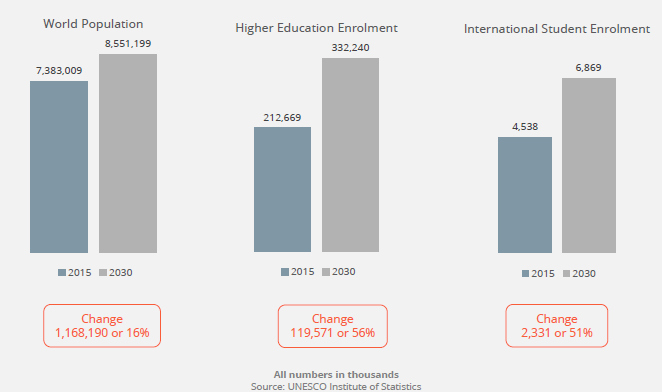 World Population
8,551,199
7,383,009
2015 2030
Change
1,168,190 or 16%
Higher Education Enrolment
332,240
212,669
2015 2030
Change
119,571 or 56%
International Student Enrolment
6,869
4,538
2015 2030
Change
2,331 or 51%
All numbers in thousands
Source: UNESCO Institute of Statistics